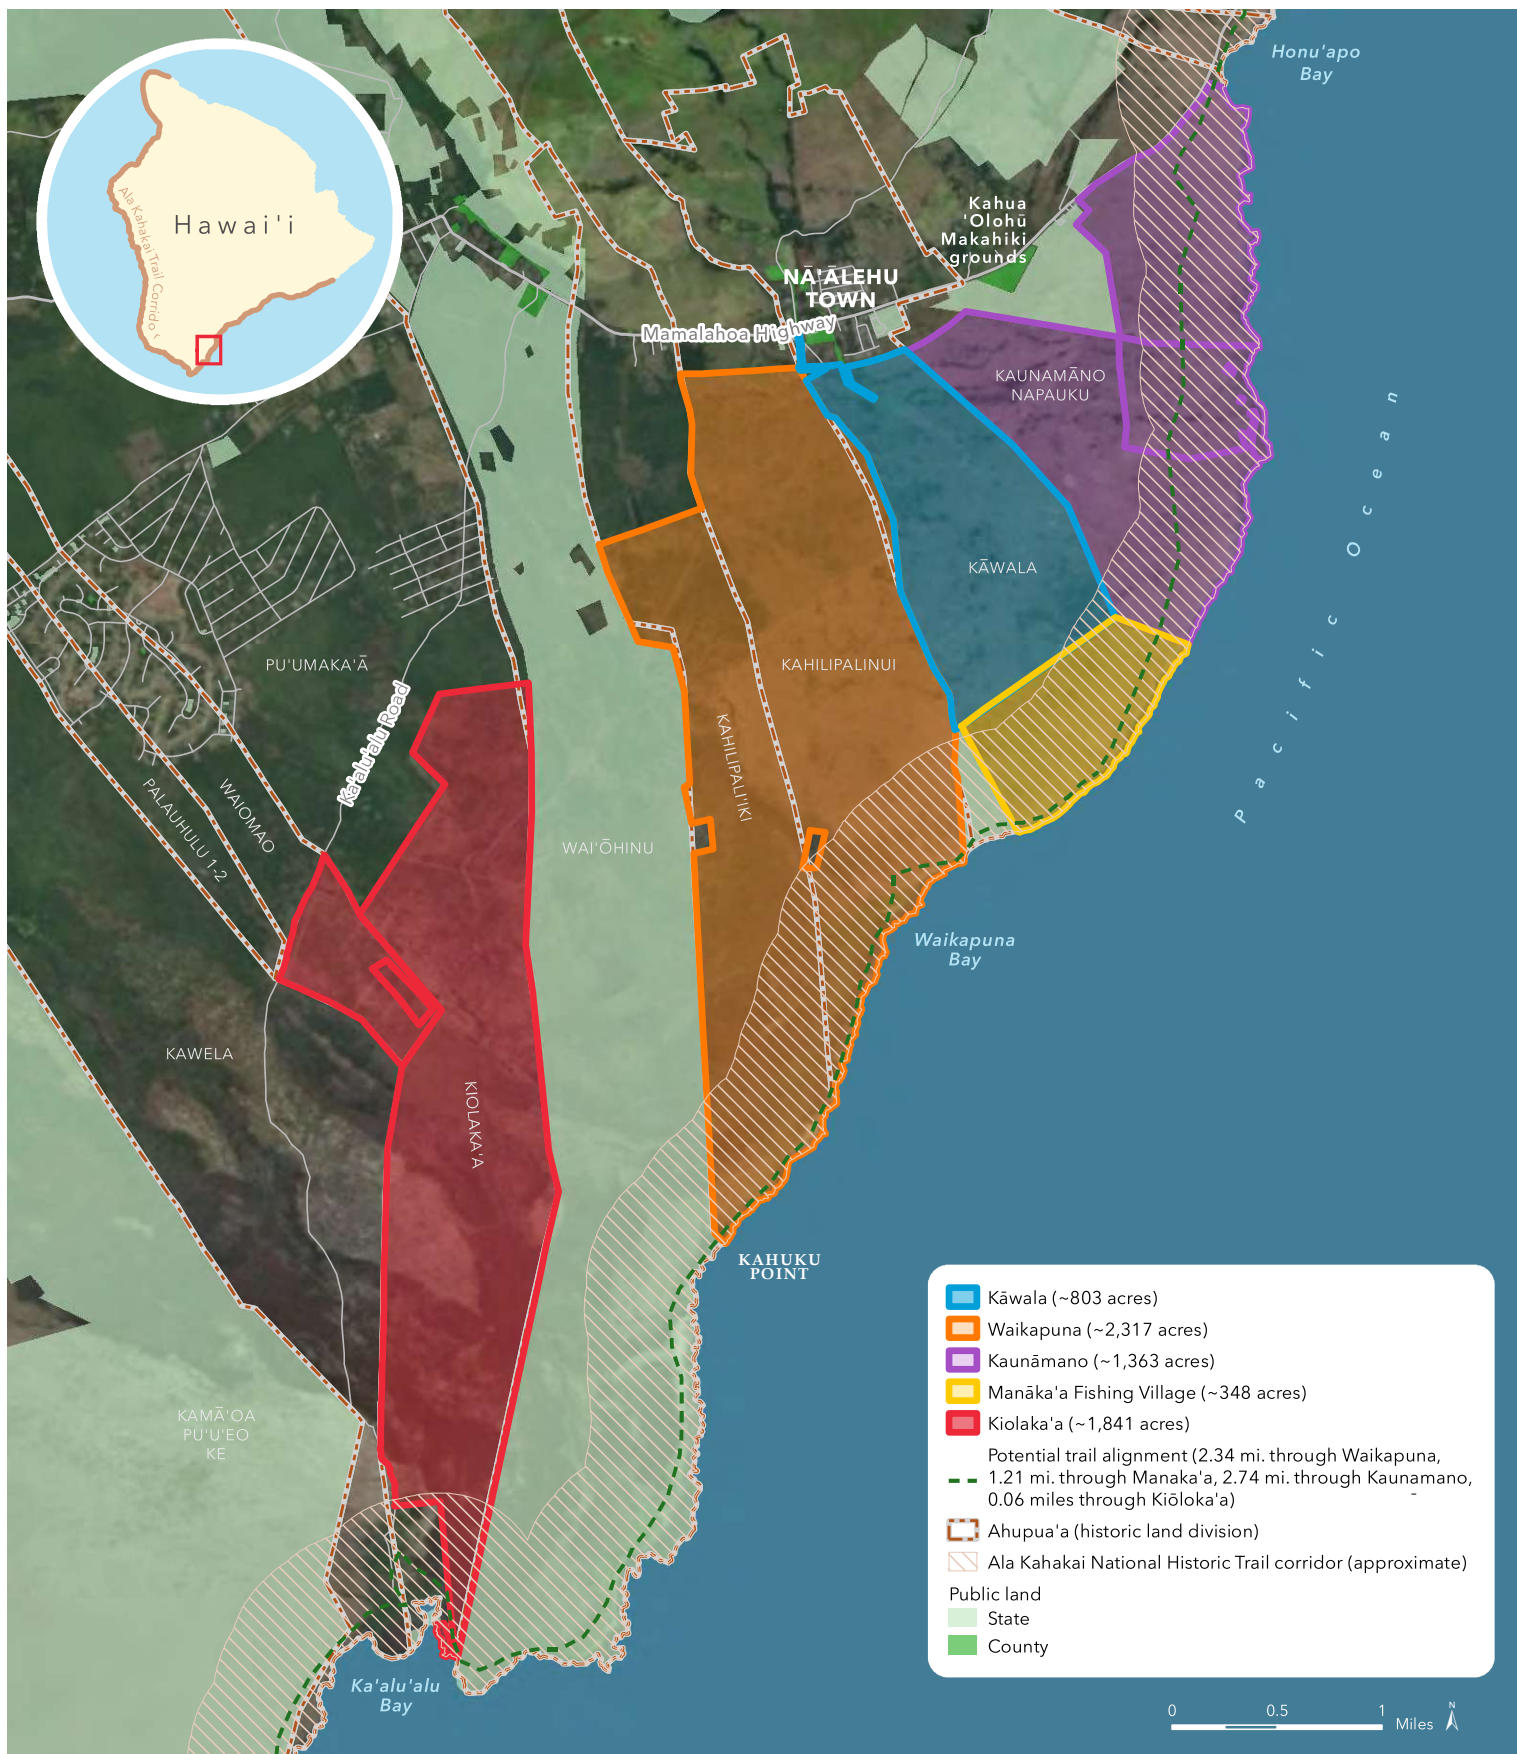 Honu'apo
Bay
Hawai'i
Ala Kahakai Trail Corrido
Kahua
'Olohū
Makahiki
grounds
NĀ'ĀLEHU
TOWN
Mamalahoa Highway
KAUNAMĀNO
NAPAUKU
Pacific Ocean
KĀWALA
PU'UMAKA'Ā
KAHILIPALINUI
Ka'alu'alu Road
KAHILIPALI'IKI
WAIOMAO
PALAUHULU 1-2
WAI'ŌHINU
Waikapuna
Bay
KAWELA
KIOLAKA'A
KAHUKU
POINT
KAMĀ'OA
PU'U'EO
KE
Ka'alu'alu
Bay
Kāwala (~803 acres)
Waikapuna (~2,317 acres)
Kaunāmano (~1,363 acres)
Manāka'a Fishing Village (~348 acres)
Kiolaka'a (~1,841 acres)
Potential trail alignment (2.34 mi. through Waikapuna,
1.21 mi. through Manaka'a, 2.74 mi. through Kaunamano,
0.06 miles through Kiōloka'a)
Ahupua'a (historic land division)
Ala Kahakai National Historic Trail corridor (approximate)
Public land
State
County
0 0.5 1 Miles
N